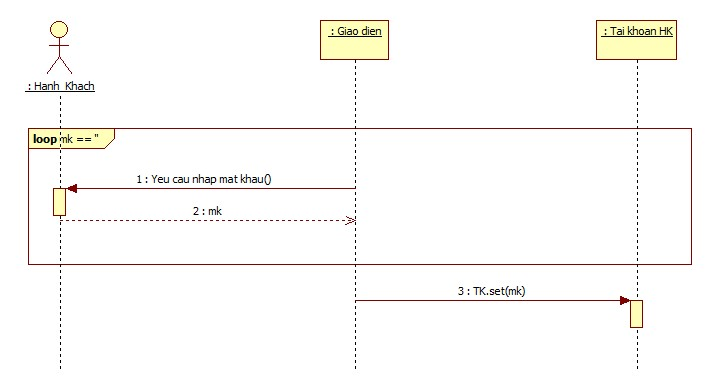 : Giao dien
: Tai khoan HK
: Hanh_Khach
loop mk == "
1 : Yeu cau nhap mat khau()
2 : mk
3 : TK.set(mk)